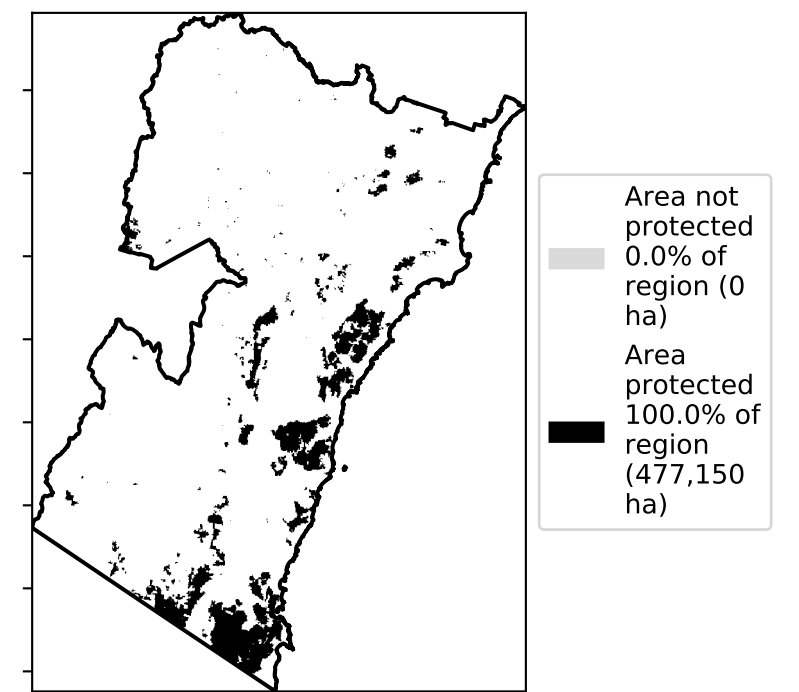 Area not
protected
0.0% of
region (0
ha)
Area
protected
100.0% of
region
(477,150
ha)